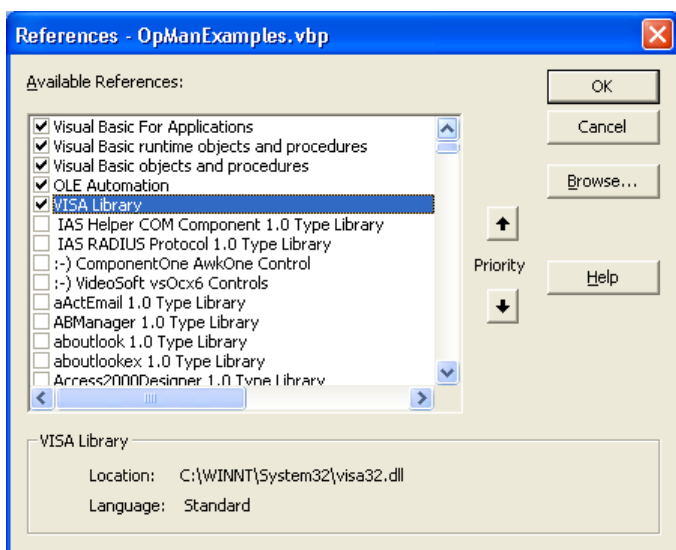 References - OpManExamples.vbp
Available References:
OK
Cancel
Browse...
Priority
Help
Visual Basic For Applications
Visual Basic runtime objects and procedures
Visual Basic objects and procedures
OLE Automation
VISA Library
IAS Helper COM Component 1.0 Type Library
IAS RADIUS Protocol 1.0 Type Library
:-) ComponentOne AwkOne Control
:-) VideoSoft vsOcx6 Controls
aActEmail 1.0 Type Library
ABManager 1.0 Type Library
aboutlook 1.0 Type Library
aboutlookex 1.0 Type Library
Access2000Designer 1.0 Type Library
VISA Library
Location: C:\WINNT\System32\visa32.dll
Language: Standard